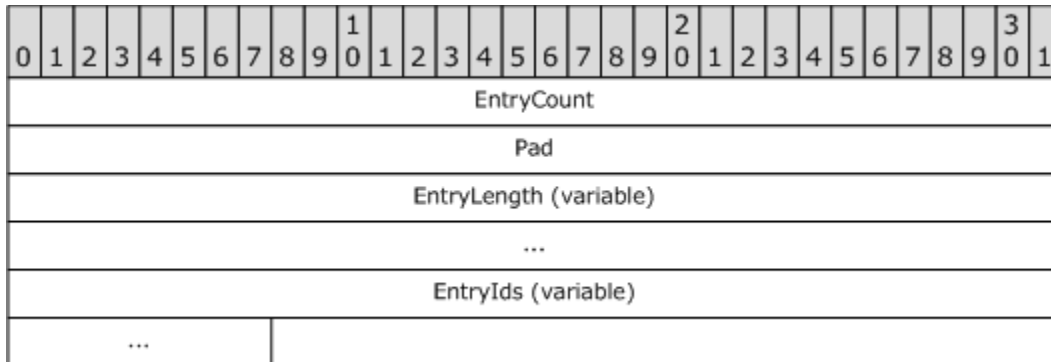 1 2 3
0 1 2 3 4 5 6 7 8 9 0 1 2 3 4 5 6 7 8 9 0 1 2 3 4 5 6 7 8 9 0 1
EntryCount
Pad
EntryLength (variable)
...
EntryIds (variable)
...